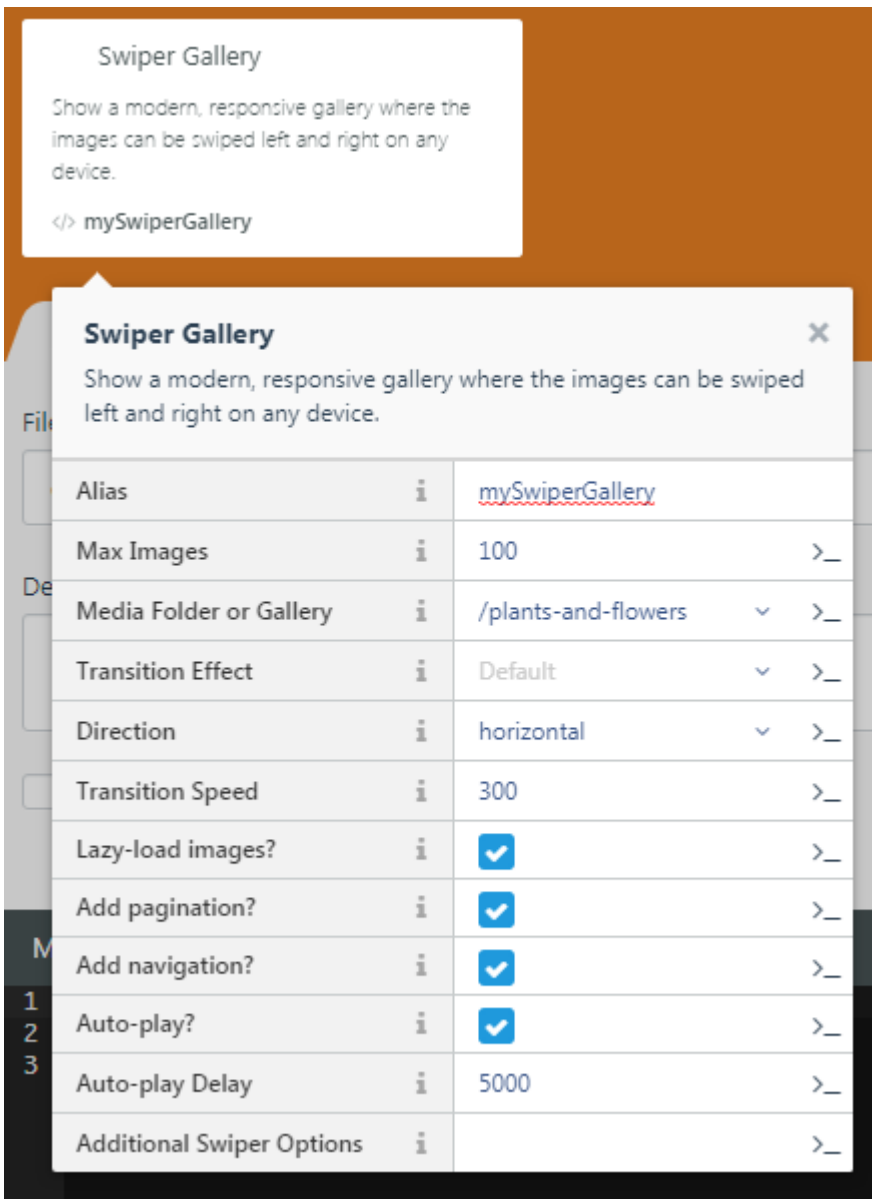 Swiper Gallery
Show a modern, responsive gallery where the
images can be swiped left and right on any
device.
</> mySwiperGallery
Swiper Gallery
Show a modern, responsive gallery where the images can be swiped
left and right on any device.
Alias i mySwiperGallery
Max Images i 100 >_
Media Folder or Gallery i /plants-and-flowers >_
Transition Effect i Default >_
Direction i horizontal >_
Transition Speed i 300 >_
Lazy-load images? i >_
Add pagination? i >_
Add navigation? i >_
Auto-play? i >_
Auto-play Delay i 5000 >_
Additional Swiper Options i >_
1
2
3